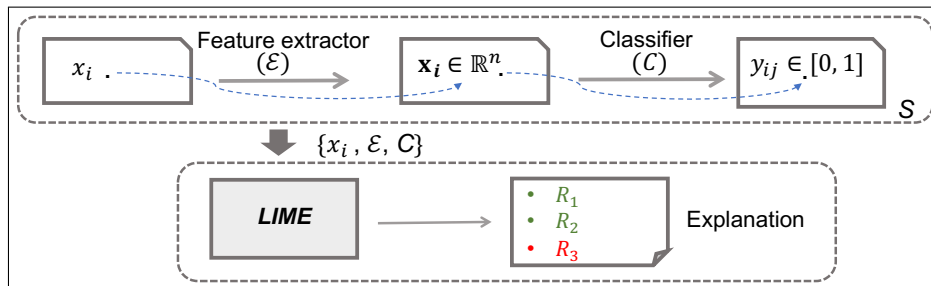 Feature extractor
(ℰ)
Classifier
(C)
x_i .
𝐱_𝐢 ∈ ℝ^n
y_ij ∈ [0, 1]
S
{x_i , ℰ, C}
LIME
• R_1
• R_2
• R_3
Explanation